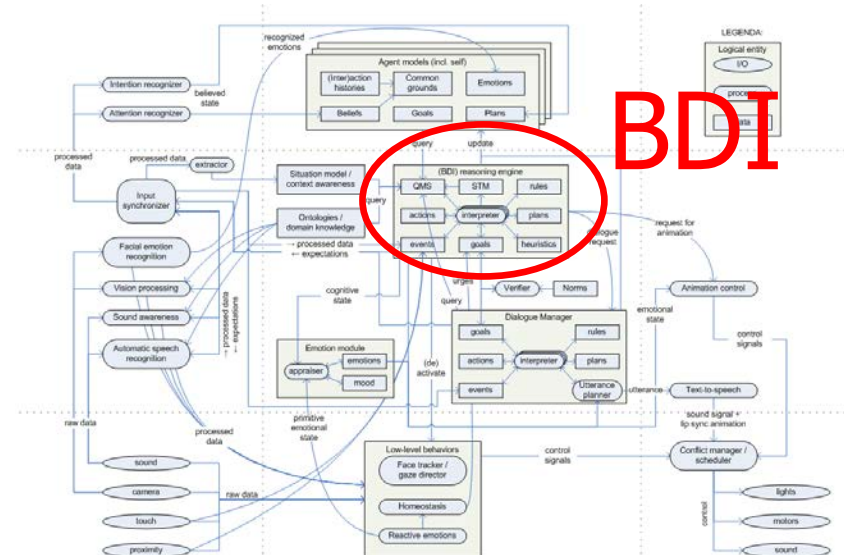 recognized
emotions
LEGENDA:
Logical entity
I/O
data
BDI
Agent models (incl. self)
(Inter)action
histories
Common
grounds
Emotions
Beliefs
Goals
Plans
Intention recognizer
Attention recognizer
believed
state
query
update
processed
data
processed data
extractor
Input
synchronizer
Situation model /
context awareness
query
Ontologies /
domain knowledge
→ processed data
← expectations
(BDI) reasoning engine
QMS
STM
rules
actions
interpreter
plans
events
goals
heuristics
request for
animation
request
Facial emotion
recognition
Vision processing
Sound awareness
Automatic speech
recognition
→ processed data
← expectations
cognitive
state
urges
query
Verifier
Norms
emotional
state
Animation control
control
signals
Emotion module
appraiser
emotions
mood
(de)
activate
Dialogue Manager
goals
rules
actions
interpreter
plans
events
Utterance
planner
utterance
Text-to-speech
sound signal +
lip sync animation
raw data
processed
data
primitive
emotional
state
Low-level behaviors
Face tracker /
gaze director
Homeostasis
Reactive emotions
control
signals
Conflict manager /
scheduler
sound
camera
touch
proximity
raw data
control
lights
motors
sound